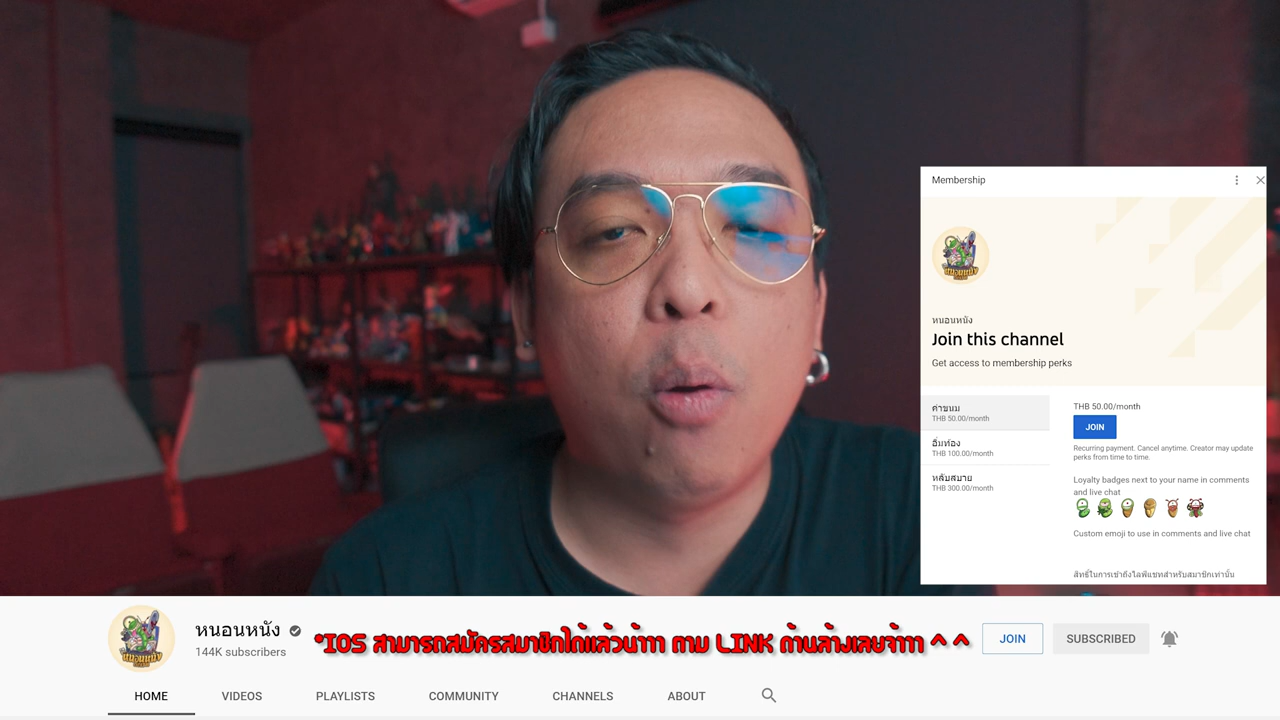 Membership
หนอนหนัง
Join this channel
Get access to membership perks
ค่าขนม
THB 50.00/month
อิ่มท้อง
THB 100.00/month
หลับสบาย
THB 300.00/month
THB 50.00/month
JOIN
Recurring payment. Cancel anytime. Creator may update
perks from time to time.
Loyalty badges next to your name in comments
and live chat
Custom emoji to use in comments and live chat
สิทธิ์ในการเข้าถึงไลฟ์แชทสำหรับสมาชิกเท่านั้น
หนอนหนัง
144K subscribers
*IOS สามารถสมัครสมาชิกได้แล้วน้าาา ตาม LINK ด้านล้างเลยจ้าาา ^ ^
JOIN
SUBSCRIBED
HOME VIDEOS PLAYLISTS COMMUNITY CHANNELS ABOUT